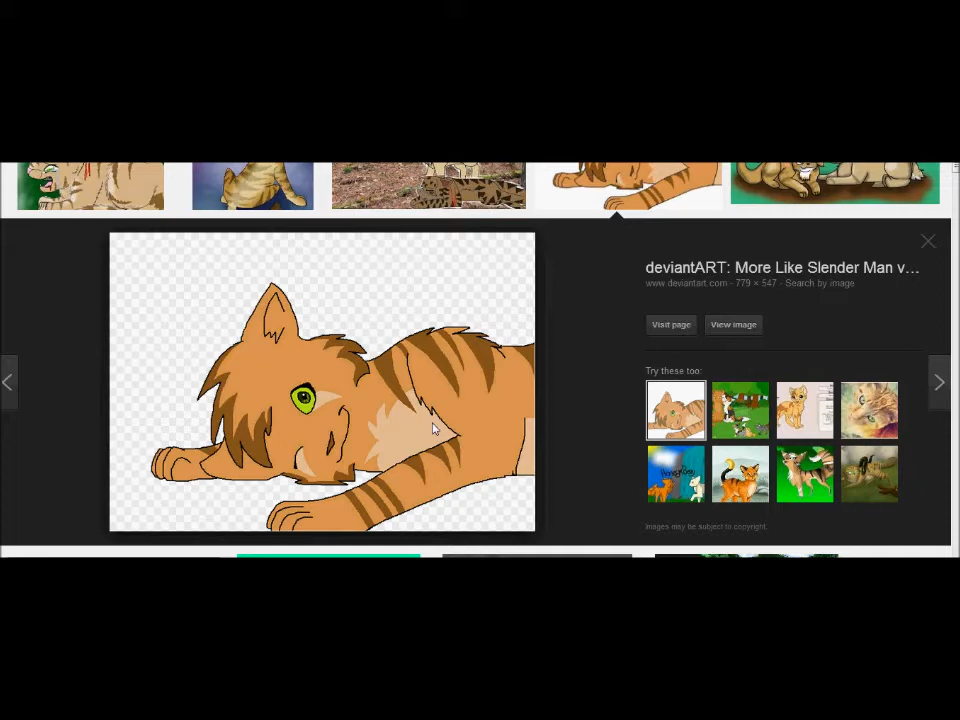 deviantART: More Like Slender Man v...
www.deviantart.com - 779 × 547 - Search by image
Visit page
View image
Try these too:
Images may be subject to copyright.